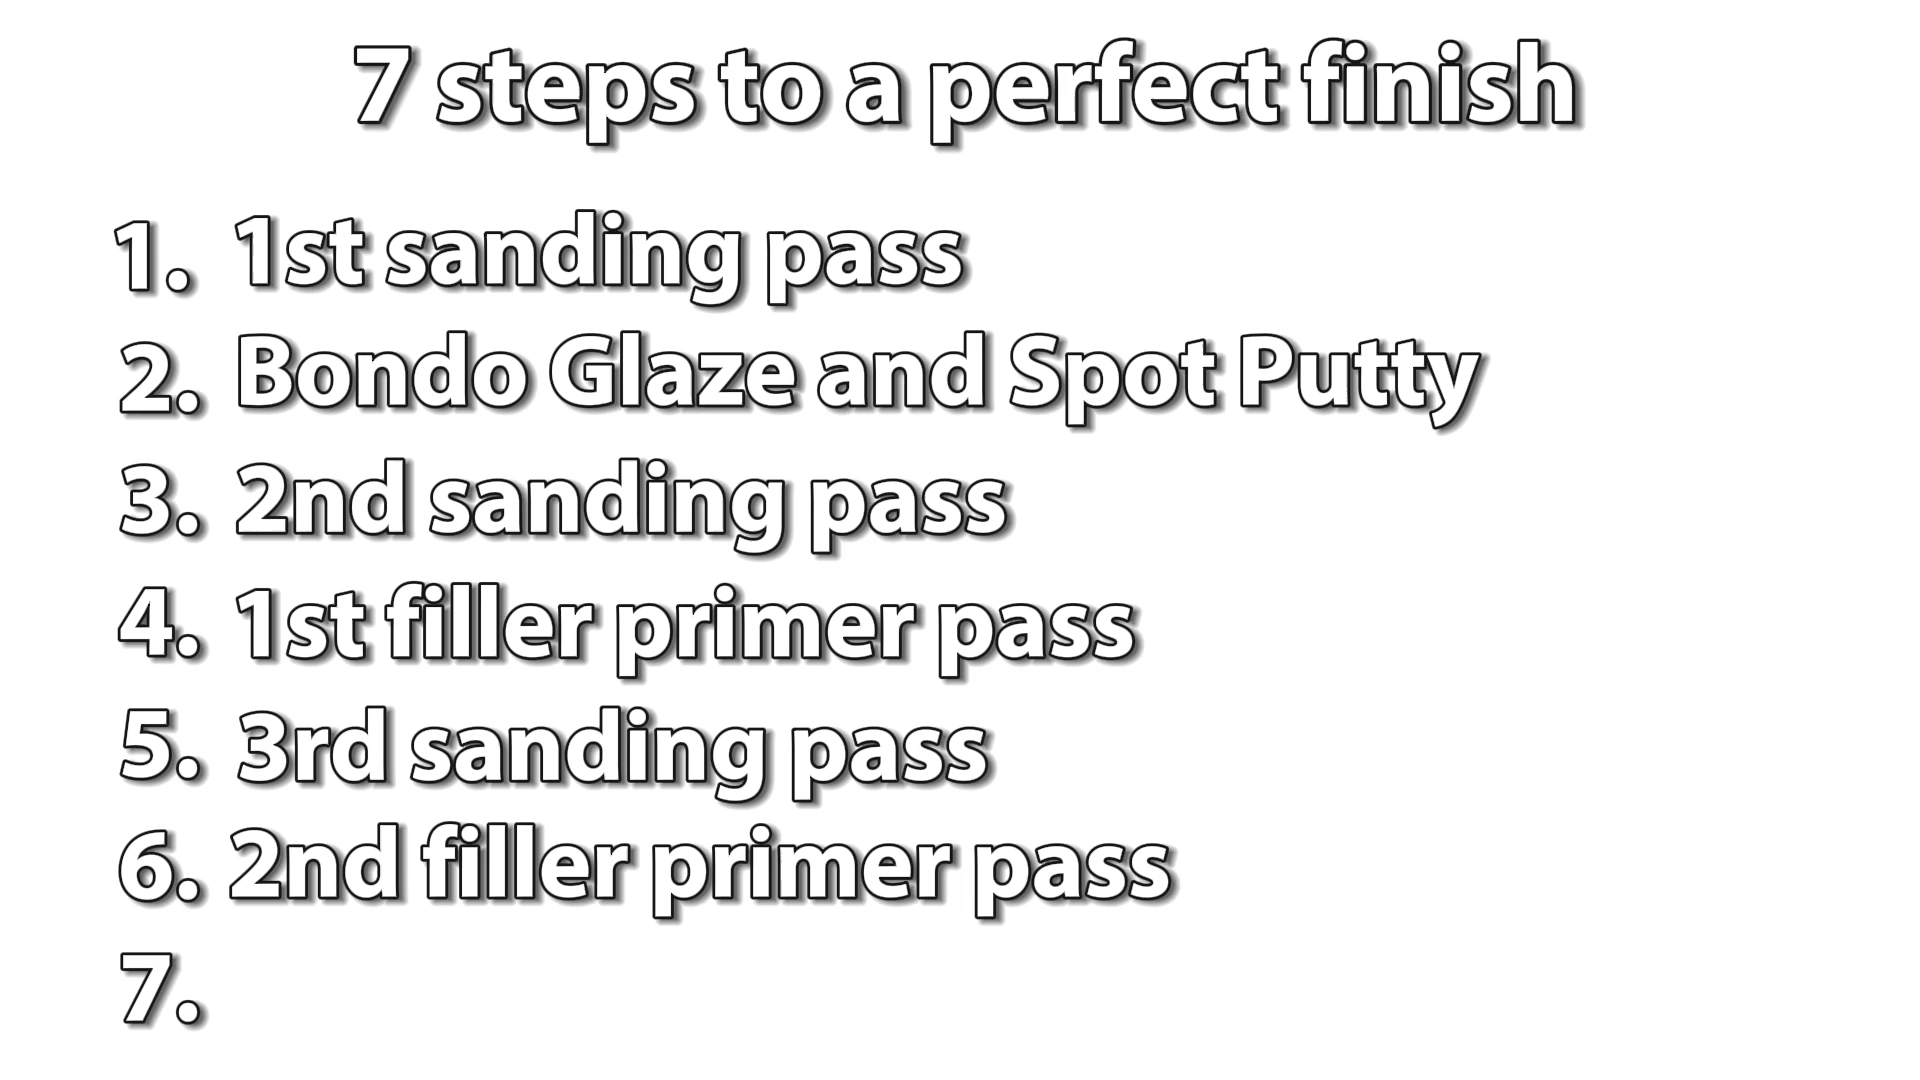 7 steps to a perfect finish
1. 1st sanding pass
2. Bondo Glaze and Spot Putty
3. 2nd sanding pass
4. 1st filler primer pass
5. 3rd sanding pass
6. 2nd filler primer pass
7.